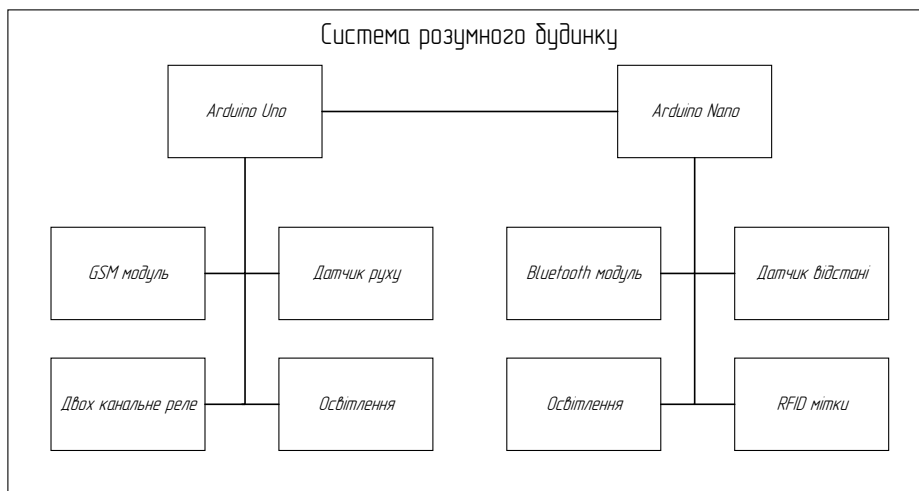 Система розумного будинку
Arduino Uno
Arduino Nano
GSM модуль
Датчик руху
Bluetooth модуль
Датчик відстані
Двох канальне реле
Освітлення
Освітлення
RFID мітки